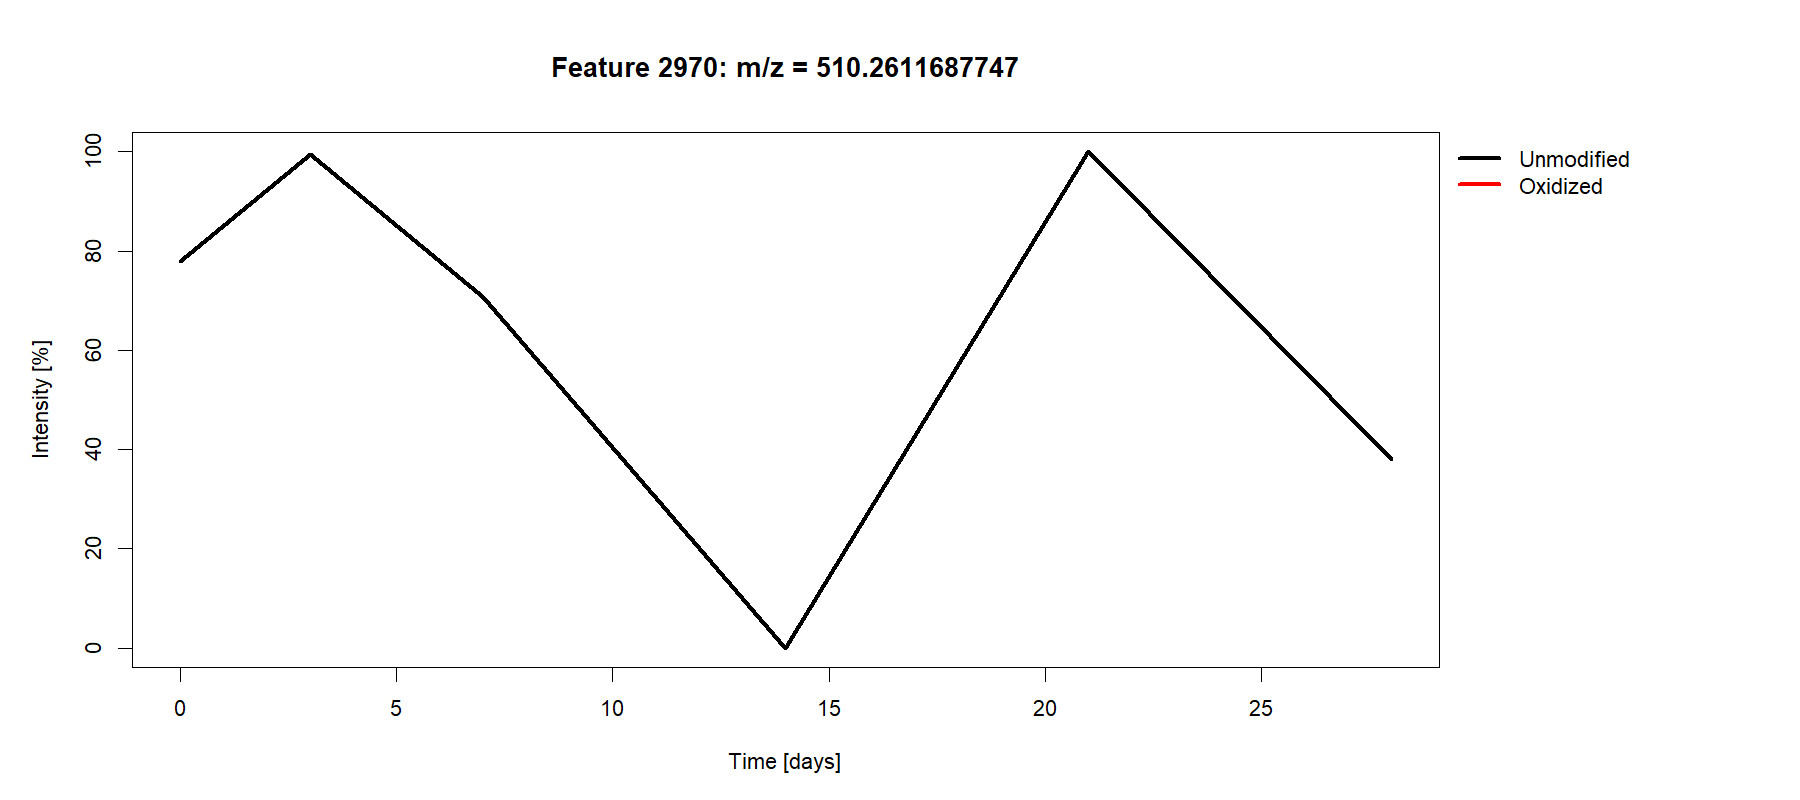 Feature 2970: m/z = 510.2611687747
Unmodified
Oxidized
Intensity [%]
100
80
60
40
20
0
0 5 10 15 20 25
Time [days]